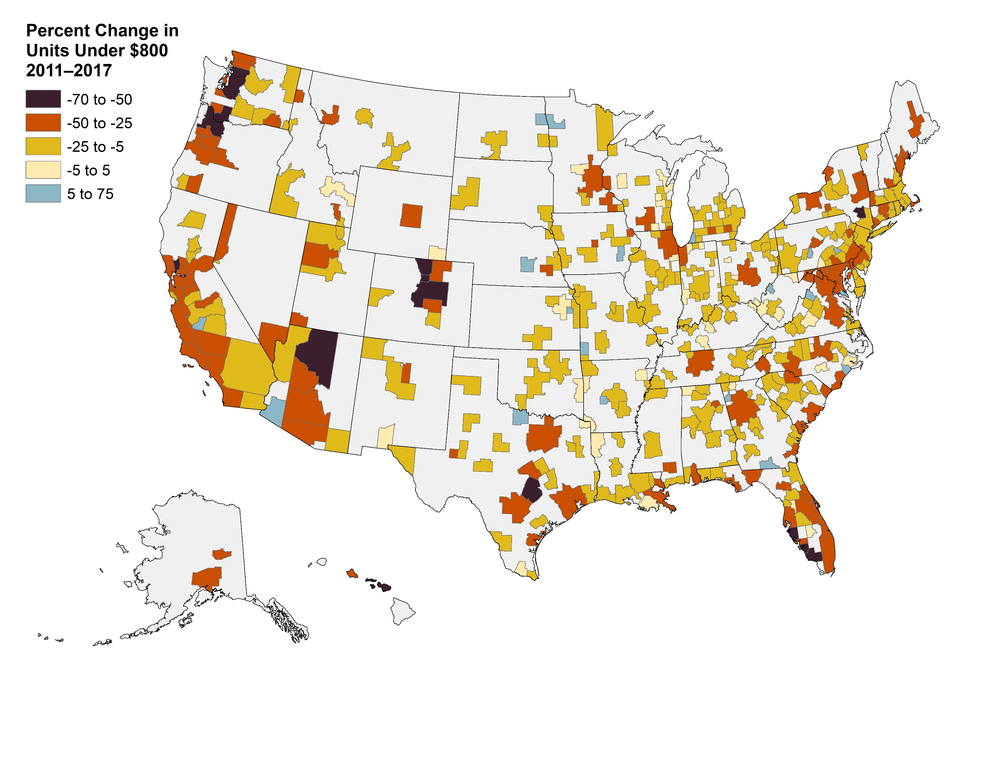 Percent Change in
Units Under $800
2011–2017
-70 to -50
-50 to -25
-25 to -5
-5 to 5
5 to 75